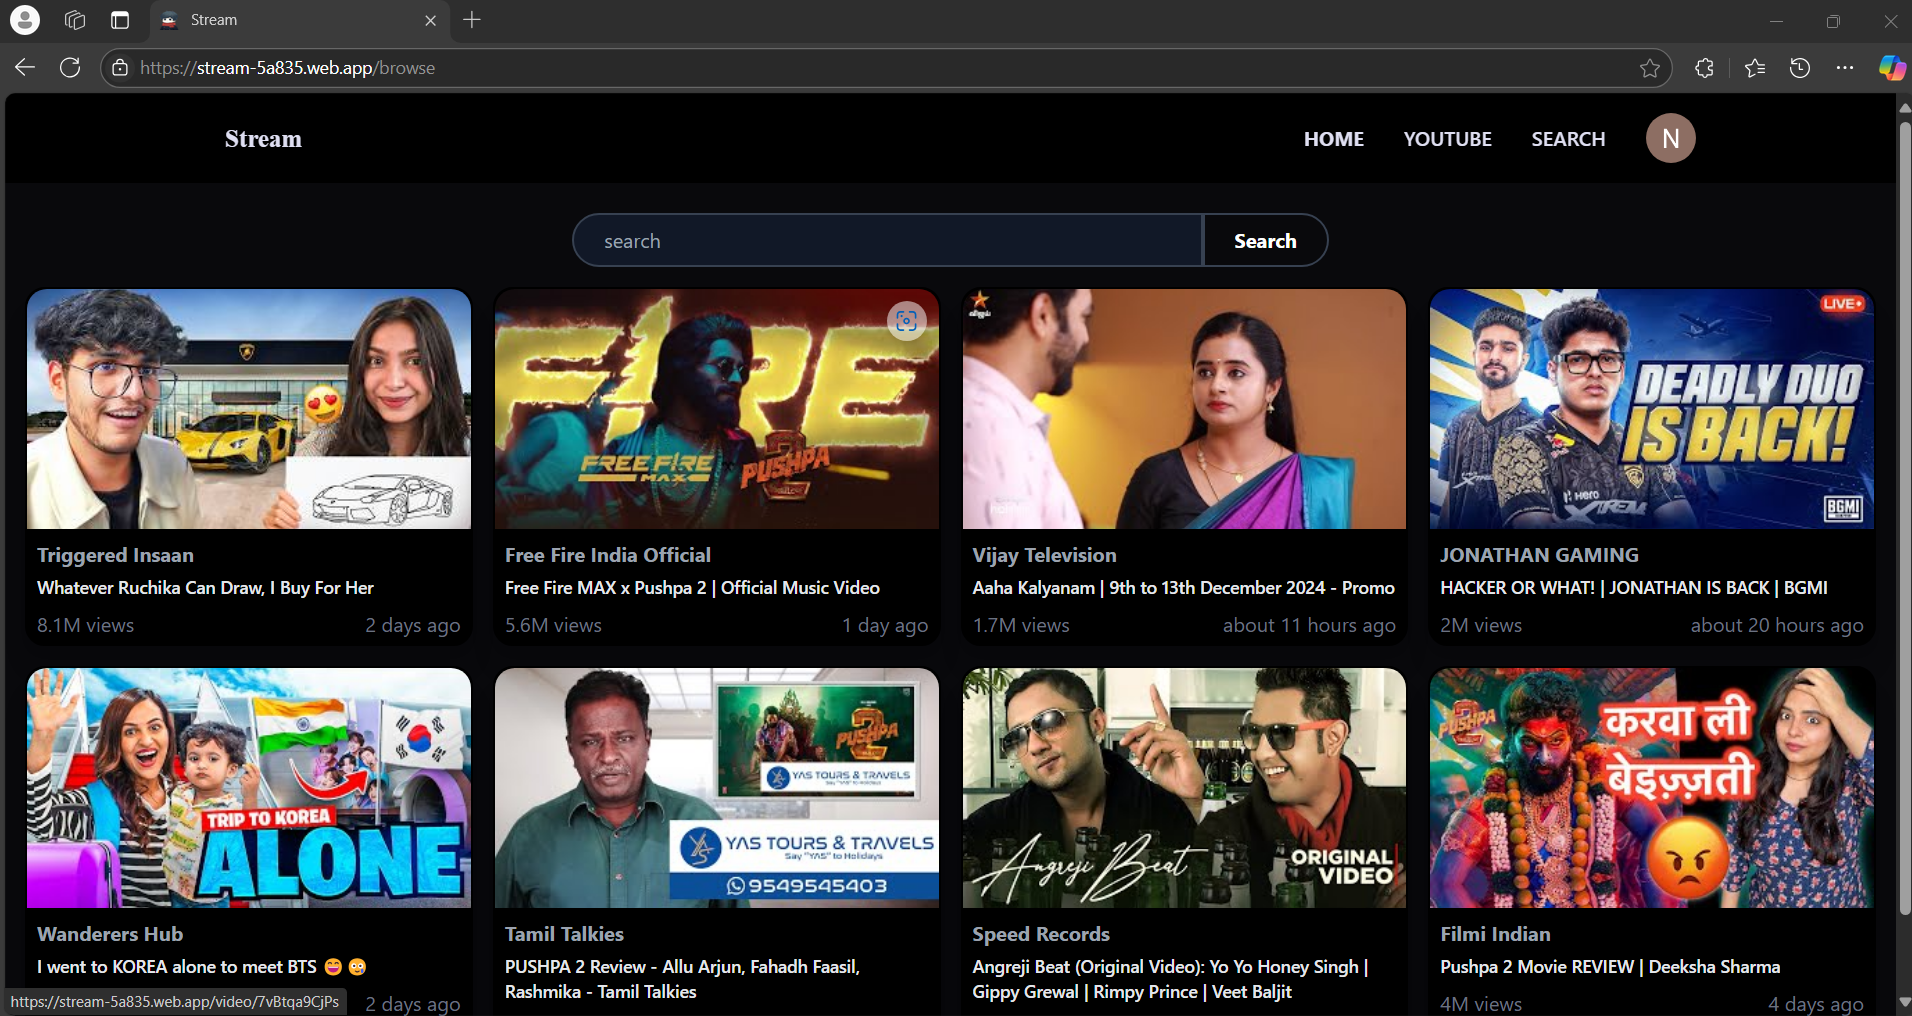 Stream
https://stream-5a835.web.app/browse
Stream
HOME
YOUTUBE
SEARCH
N
search
Search
FIRE
FREE FIRE
MAX
PUSHPA
2
விஜய்
LIVE
DEADLY DUO
IS BACK!
Hero
XTREM
BGMI
Triggered Insaan
Whatever Ruchika Can Draw, I Buy For Her
8.1M views
2 days ago
Free Fire India Official
Free Fire MAX x Pushpa 2 | Official Music Video
5.6M views
1 day ago
Vijay Television
Aaha Kalyanam | 9th to 13th December 2024 - Promo
1.7M views
about 11 hours ago
JONATHAN GAMING
HACKER OR WHAT! | JONATHAN IS BACK | BGMI
2M views
about 20 hours ago
TRIP TO KOREA
ALONE
PUSHPA
2
YAS TOURS & TRAVELS
Say "YAS" to Holidays
YAS TOURS & TRAVELS
Say "YAS" to Holidays
9549545403
Angreji Beat
ORIGINAL
VIDEO
PUSHPA
2
करवा ली
बेइज़्ज़ती
Wanderers Hub
I went to KOREA alone to meet BTS 😄 🤪
2 days ago
Tamil Talkies
PUSHPA 2 Review - Allu Arjun, Fahadh Faasil,
Rashmika - Tamil Talkies
Speed Records
Angreji Beat (Original Video): Yo Yo Honey Singh |
Gippy Grewal | Rimpy Prince | Veet Baljit
Filmi Indian
Pushpa 2 Movie REVIEW | Deeksha Sharma
4M views
4 days ago
https://stream-5a835.web.app/video/7vBtqa9CjPs